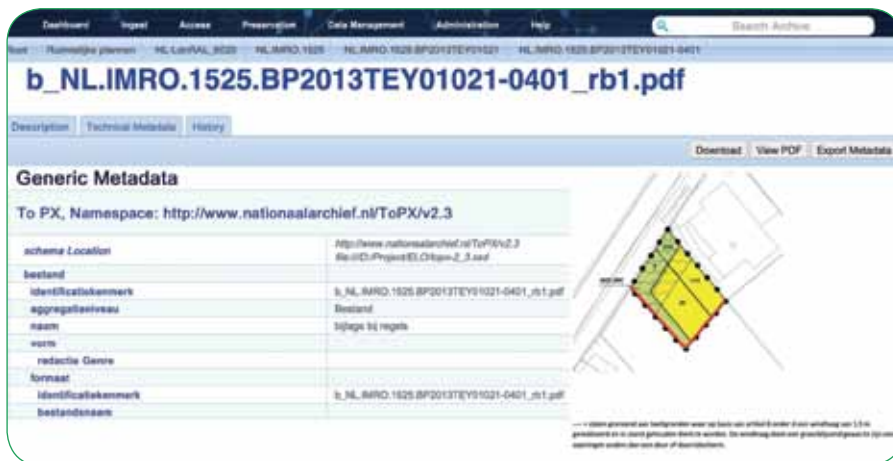 Dashboard Ingest Access Preservation Data Management Administration Help Search Archive
Root Ruimtelijke plannen NL.IMRO.1525 NL.IMRO.1525.BP2013TEY01021 NL.IMRO.1525.BP2013TEY01021-0401
b_NL.IMRO.1525.BP2013TEY01021-0401_rb1.pdf
Description Technical Metadata History
Download View PDF Export Metadata
Generic Metadata
To PX, Namespace: http://www.nationaalarchief.nl/ToPX/v2.3
schema Location http://www.nationaalarchief.nl/ToPX/v2.3
bestand
identificatiekenmerk b_NL.IMRO.1525.BP2013TEY01021-0401_rb1.pdf
aggregatieniveau Bestand
naam bijlage bij regels
vorm
redactie Genre
formaat
identificatiekenmerk b_NL.IMRO.1525.BP2013TEY01021-0401_rb1.pdf
bestandsnaam